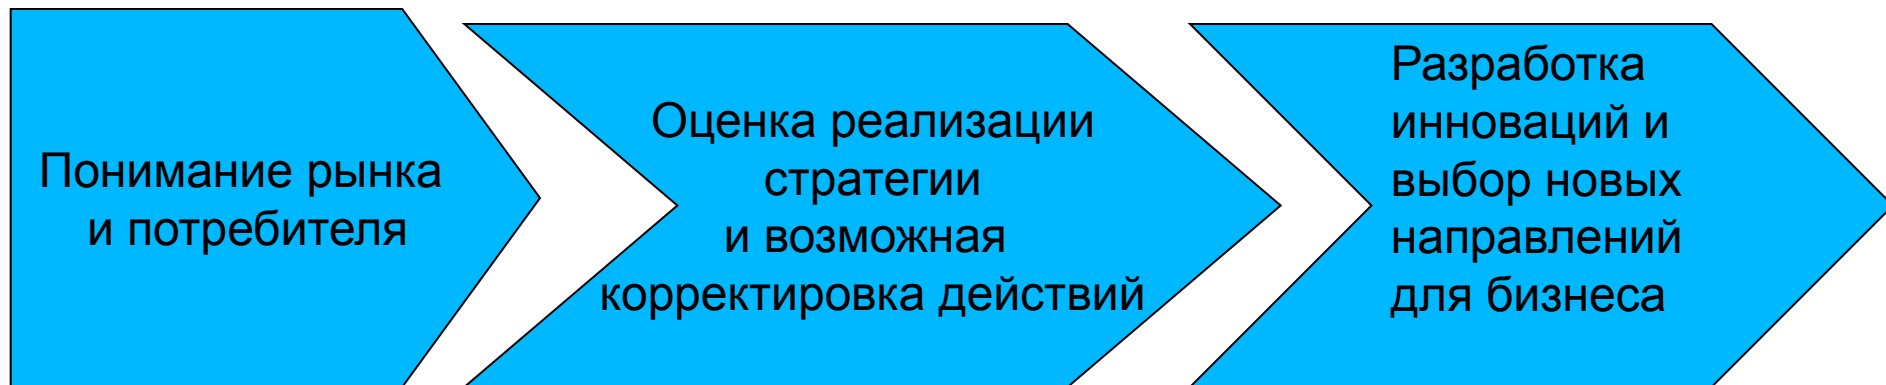 Понимание рынка
и потребителя
Оценка реализации
стратегии
и возможная
корректировка действий
Разработка
инноваций и
выбор новых
направлений
для бизнеса